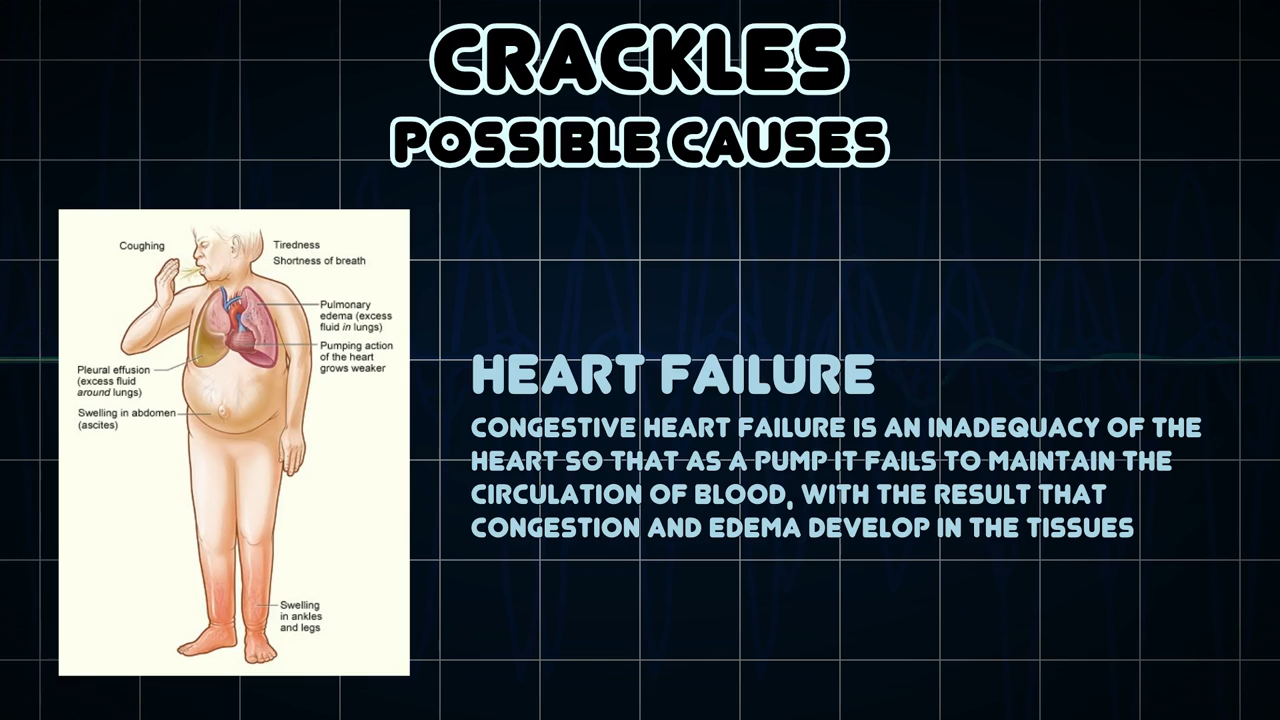 CRACKLES
POSSIBLE CAUSES
Coughing
Tiredness
Shortness of breath
Pulmonary
edema (excess
fluid in lungs)
Pumping action
of the heart
grows weaker
Pleural effusion
(excess fluid
around lungs)
Swelling in abdomen
(ascites)
Swelling
in ankles
and legs
HEART FAILURE
CONGESTIVE HEART FAILURE IS AN INADEQUACY OF THE
HEART SO THAT AS A PUMP IT FAILS TO MAINTAIN THE
CIRCULATION OF BLOOD, WITH THE RESULT THAT
CONGESTION AND EDEMA DEVELOP IN THE TISSUES